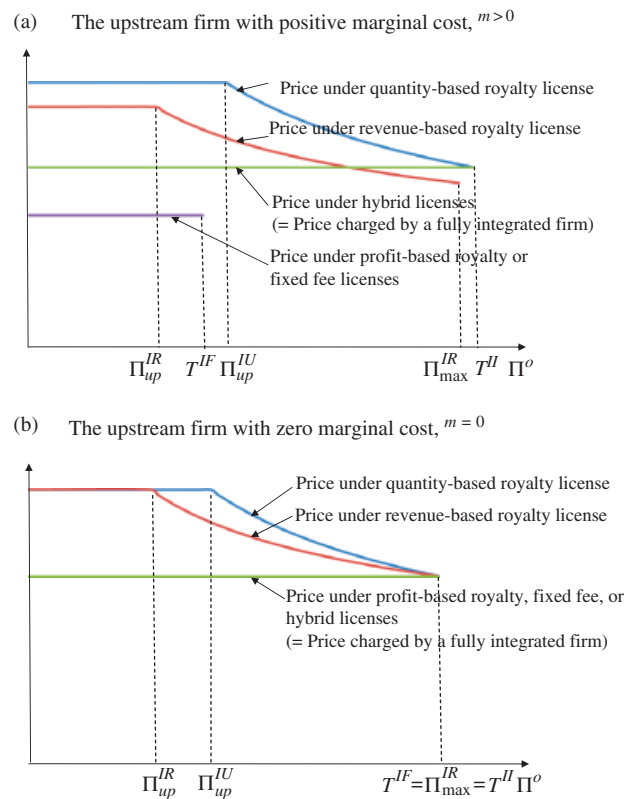 (a) The upstream firm with positive marginal cost, m > 0
Price under quantity-based royalty license
Price under revenue-based royalty license
Price under hybrid licenses
(= Price charged by a fully integrated firm)
Price under profit-based royalty or
fixed fee licenses
Π_up^IR T^IF Π_up^IU Π_max^IR T^II Π^o
(b) The upstream firm with zero marginal cost, m = 0
Price under quantity-based royalty license
Price under revenue-based royalty license
Price under profit-based royalty, fixed fee, or
hybrid licenses
(= Price charged by a fully integrated firm)
Π_up^IR Π_up^IU T^IF=Π_max^IR=T^II Π^o